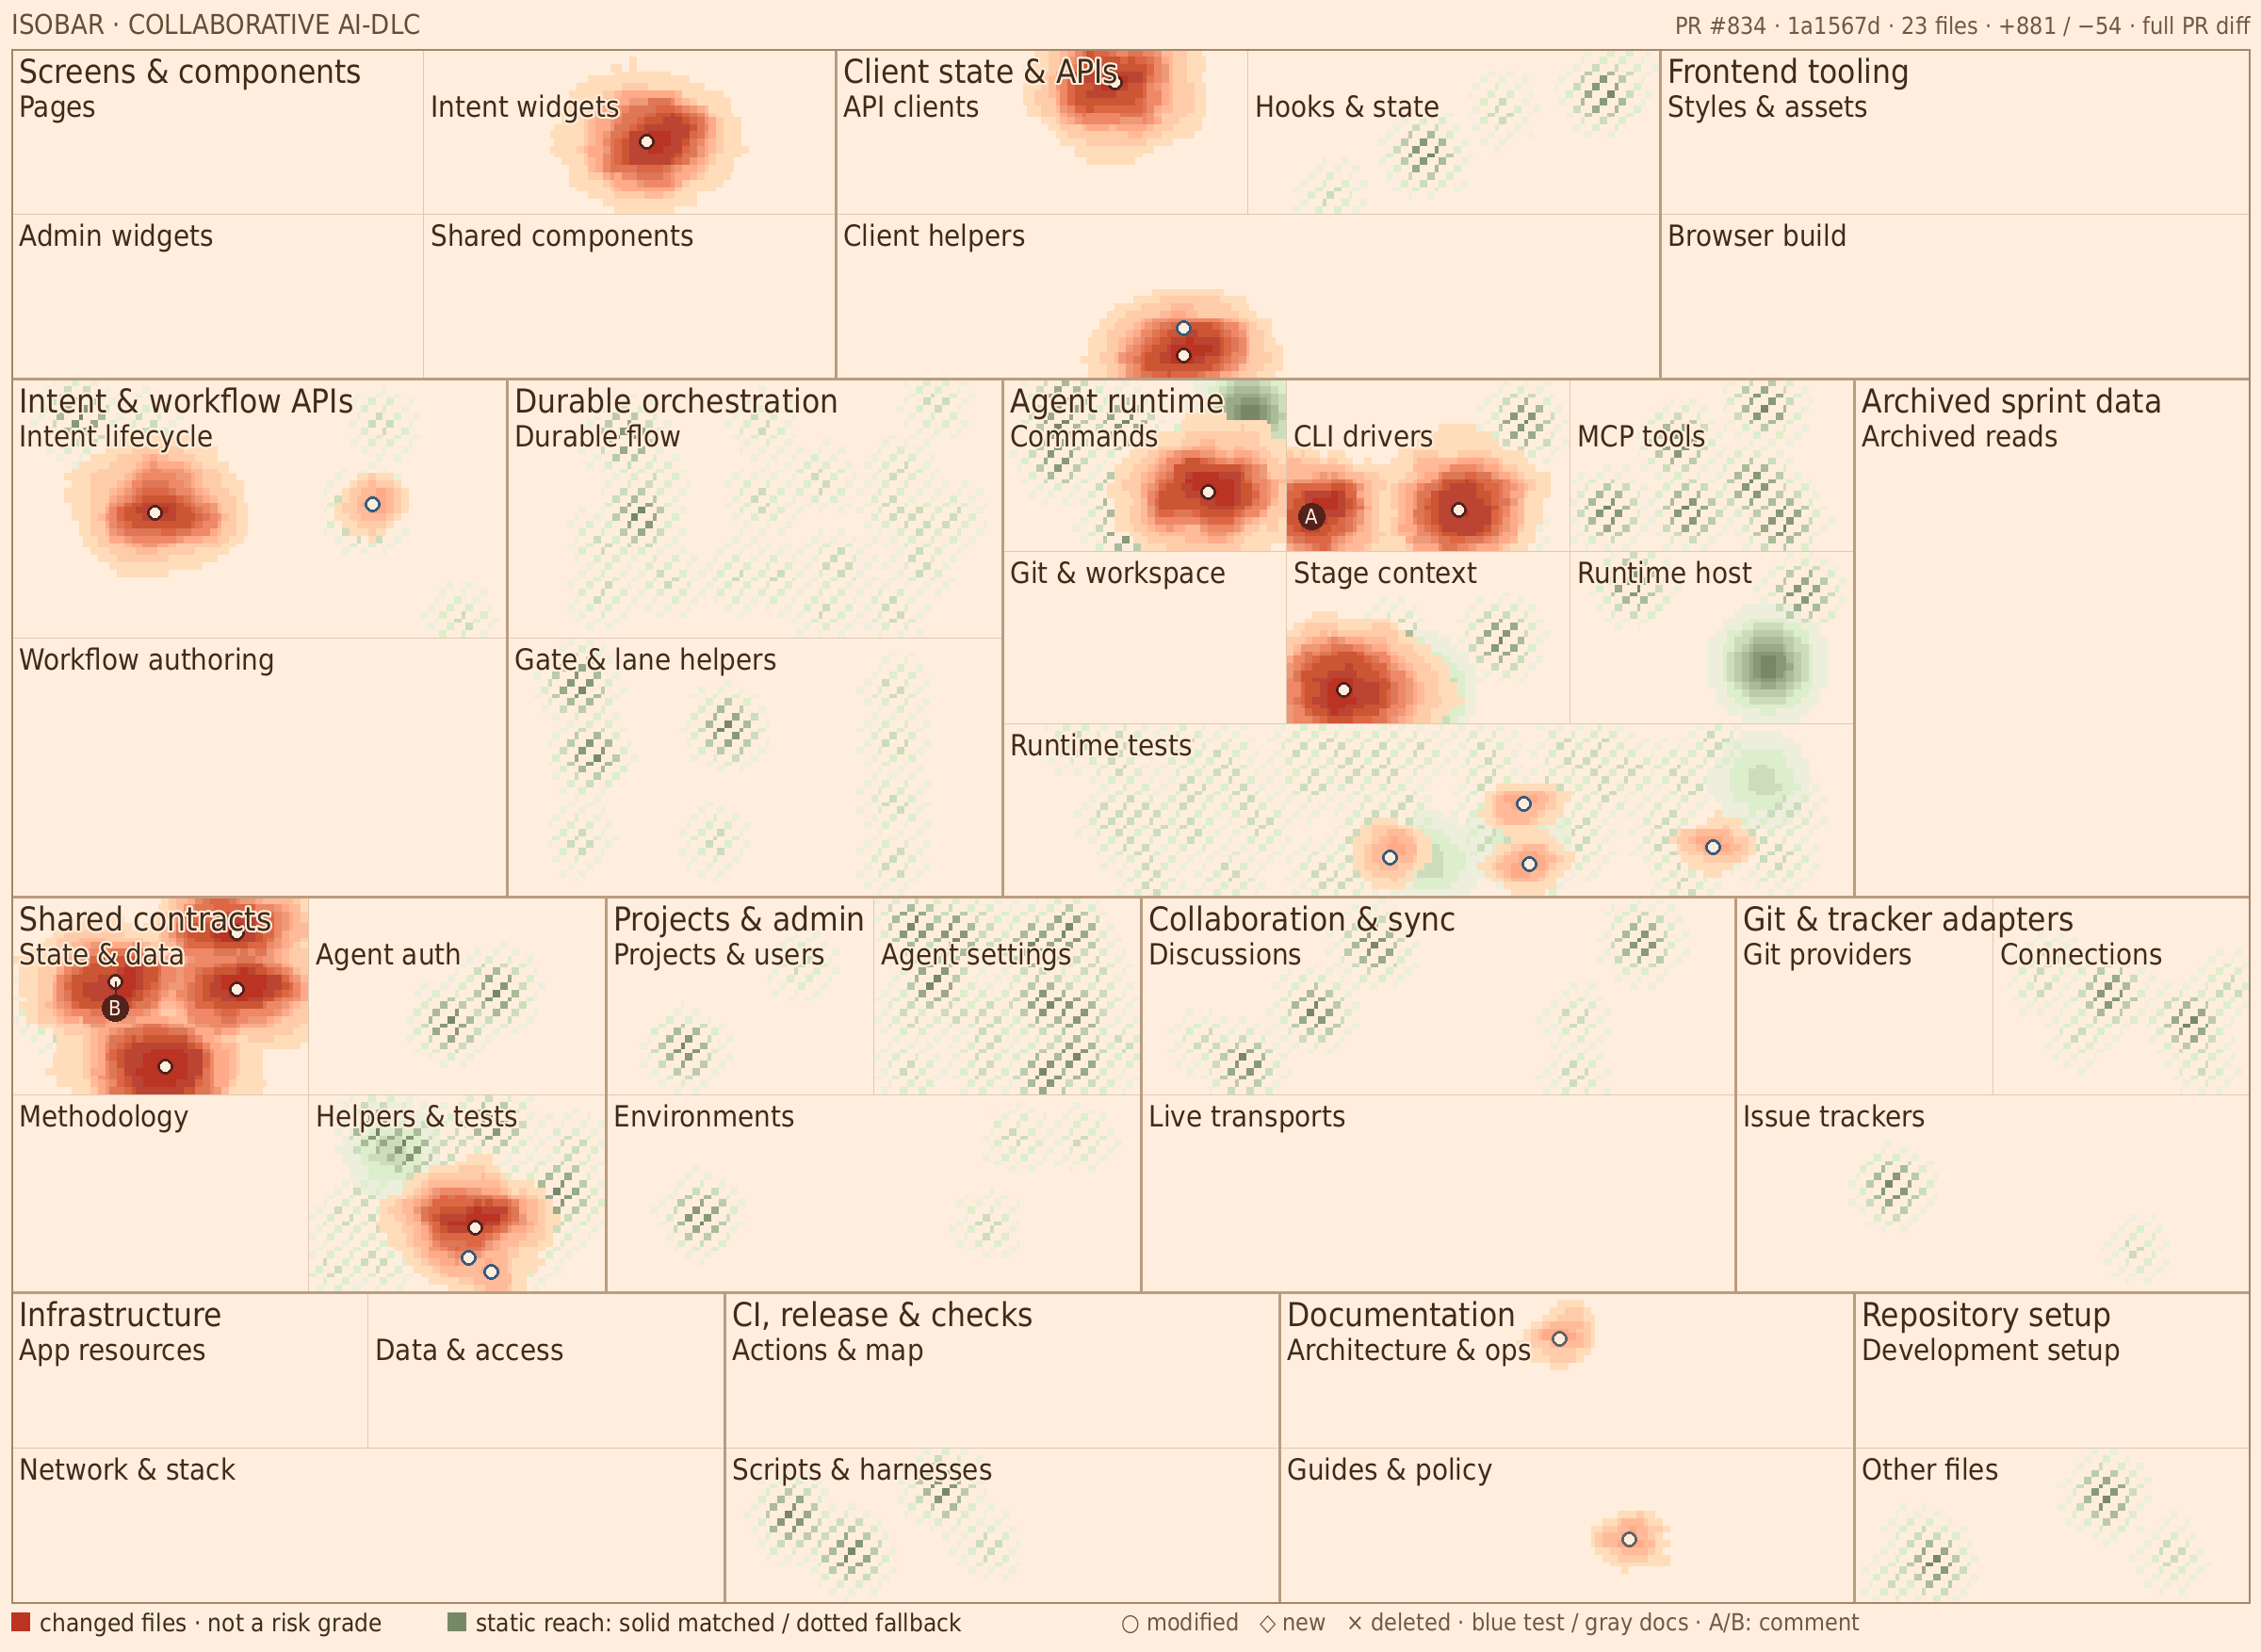 ISOBAR · COLLABORATIVE AI-DLC
PR #834 · 1a1567d · 23 files · +881 / −54 · full PR diff
Screens & components
Pages
Intent widgets
Client state & APIs
API clients
Hooks & state
Frontend tooling
Styles & assets
Admin widgets
Shared components
Client helpers
Browser build
Intent & workflow APIs
Intent lifecycle
Durable orchestration
Durable flow
Agent runtime
Commands
CLI drivers
MCP tools
Archived sprint data
Archived reads
A
Git & workspace
Stage context
Runtime host
Workflow authoring
Gate & lane helpers
Runtime tests
Shared contracts
State & data
Agent auth
Projects & admin
Projects & users
Agent settings
Collaboration & sync
Discussions
Git & tracker adapters
Git providers
Connections
B
Methodology
Helpers & tests
Environments
Live transports
Issue trackers
Infrastructure
App resources
Data & access
CI, release & checks
Actions & map
Documentation
Architecture & ops
Repository setup
Development setup
Network & stack
Scripts & harnesses
Guides & policy
Other files
changed files · not a risk grade
static reach: solid matched / dotted fallback
○ modified ◇ new × deleted · blue test / gray docs · A/B: comment